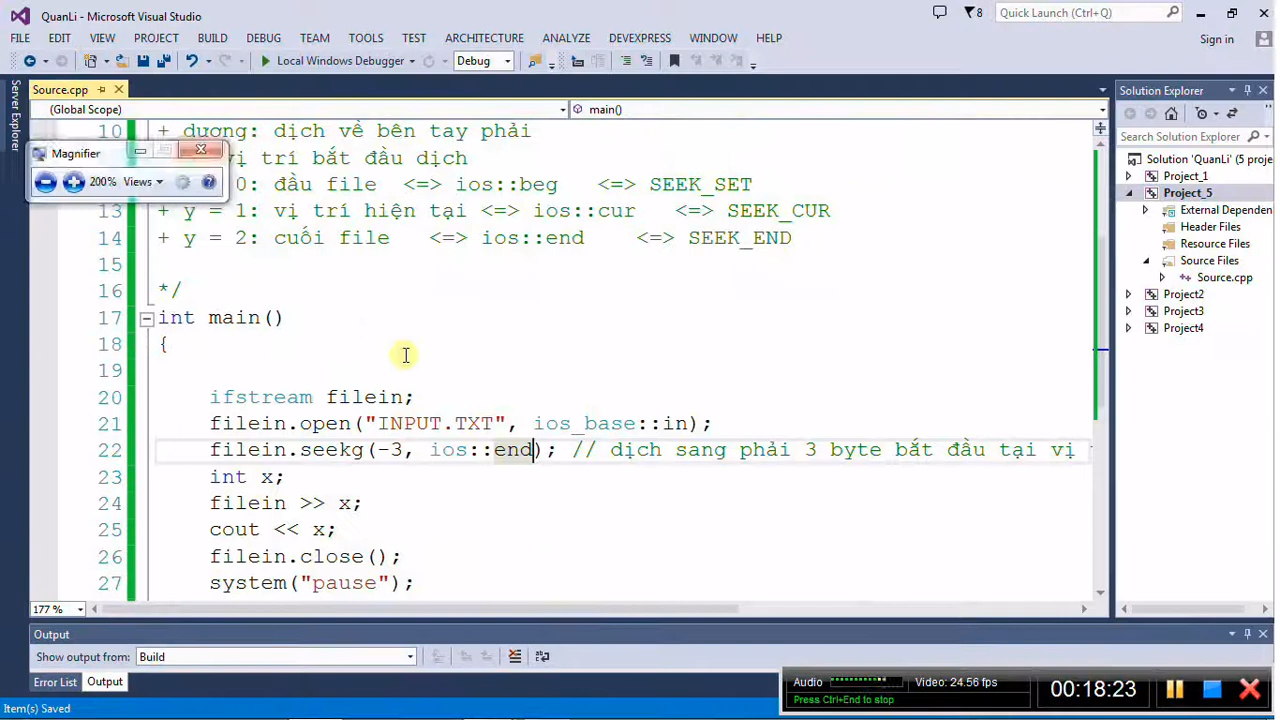 QuanLi - Microsoft Visual Studio
8
Quick Launch (Ctrl+Q)
FILE EDIT VIEW PROJECT BUILD DEBUG TEAM TOOLS TEST ARCHITECTURE ANALYZE DEVEXPRESS WINDOW HELP
Sign in
Local Windows Debugger
Debug
Server Explorer
Source.cpp
(Global Scope)
main()
10 + dương: dịch về bên tay phải
vị trí bắt đầu dịch
0: đầu file <=> ios::beg <=> SEEK_SET
13 + y = 1: vị trí hiện tại <=> ios::cur <=> SEEK_CUR
14 + y = 2: cuối file <=> ios::end <=> SEEK_END
15
16 */
17 int main()
18 {
19
20 ifstream filein;
21 filein.open("INPUT.TXT", ios_base::in);
22 filein.seekg(-3, ios::end); // dịch sang phải 3 byte bắt đầu tại vị
23 int x;
24 filein >> x;
25 cout << x;
26 filein.close();
27 system("pause");
Magnifier
200% Views
177 %
Solution Explorer
Search Solution Explorer
Solution 'QuanLi' (5 proje
Project_1
Project_5
External Dependen
Header Files
Resource Files
Source Files
Source.cpp
Project2
Project3
Project4
Output
Show output from: Build
Error List Output
Item(s) Saved
Audio
Video: 24.56 fps
Press Ctrl+End to stop
00:18:23